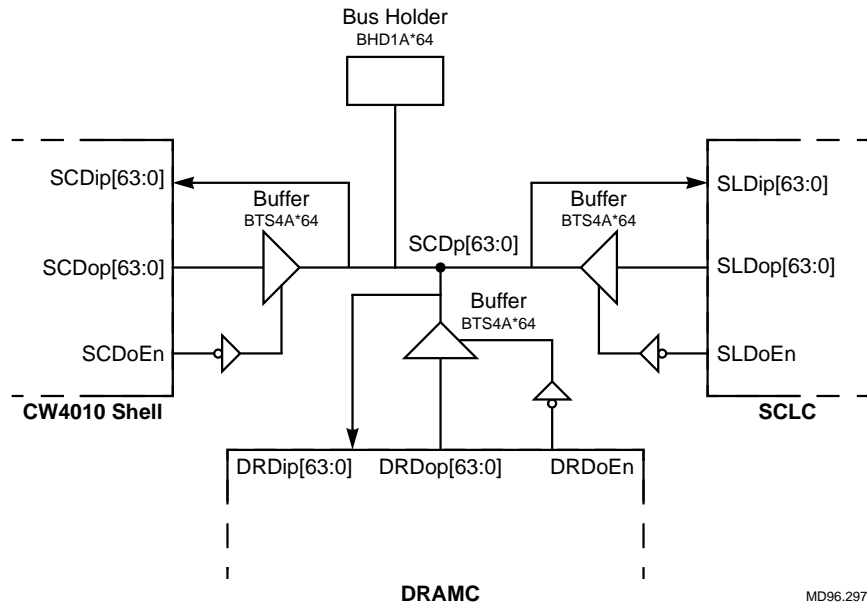 Bus Holder
BHD1A*64
SCDip[63:0]
Buffer
BTS4A*64
Buffer
BTS4A*64
SLDip[63:0]
SCDop[63:0]
SCDp[63:0]
SLDop[63:0]
Buffer
BTS4A*64
SCDoEn
SLDoEn
CW4010 Shell
SCLC
DRDip[63:0]
DRDop[63:0]
DRDoEn
DRAMC
MD96.297